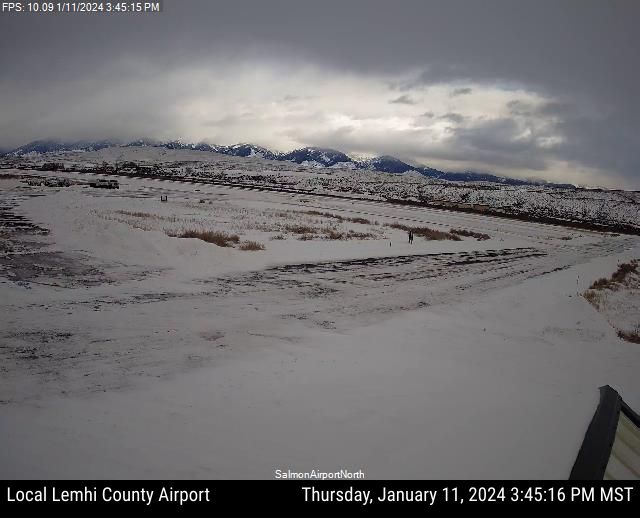 FPS: 10.09 1/11/2024 3:45:15 PM
SalmonAirportNorth
Local Lemhi County Airport Thursday, January 11, 2024 3:45:16 PM MST